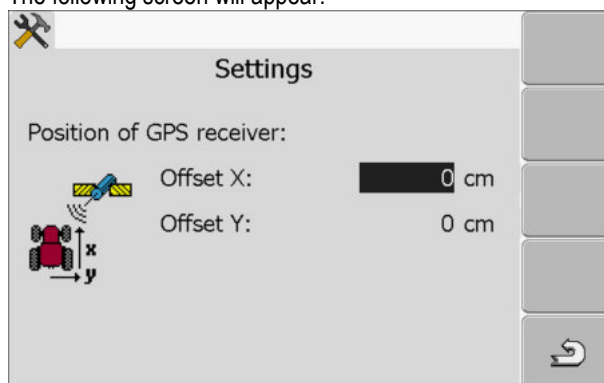 The following screen will appear:
Settings
Position of GPS receiver:
Offset X: 0 cm
Offset Y: 0 cm
x
y